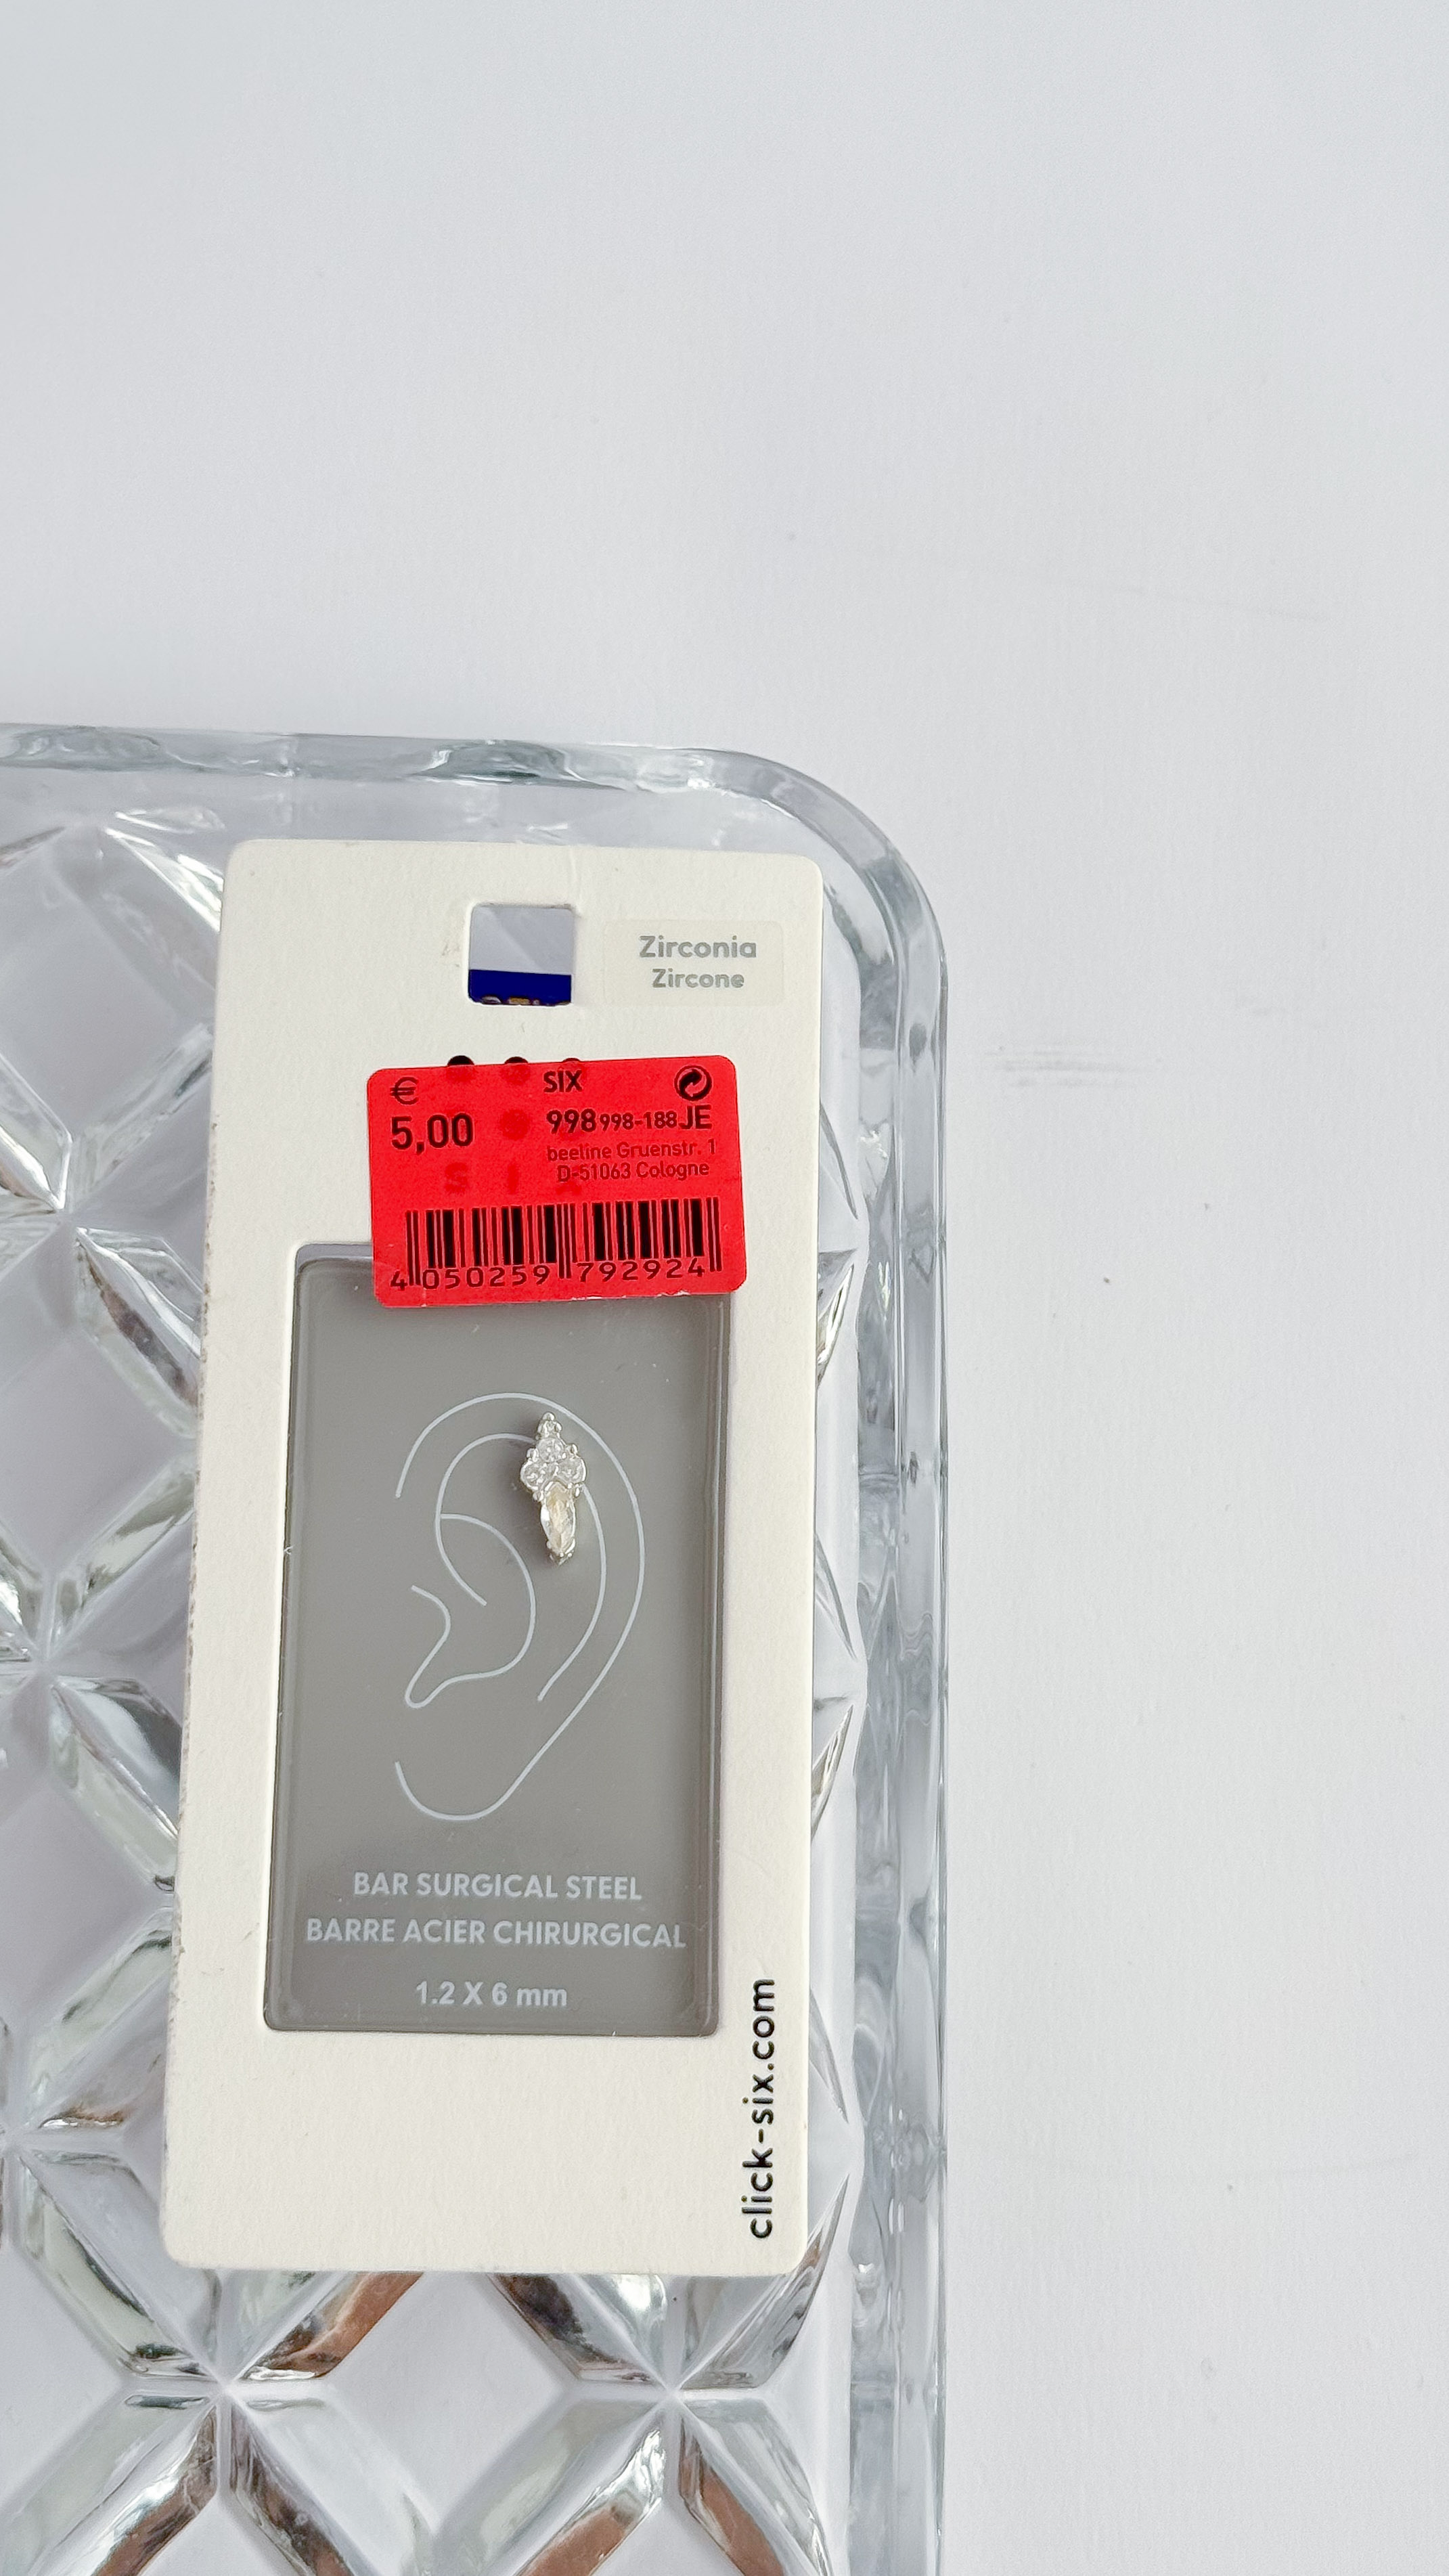 Zirconia
Zircone
€ SIX
5,00 998 998-188 JE
beeline Gruenstr. 1
D-51063 Cologne
S I
4 050259 792924
BAR SURGICAL STEEL
BARRE ACIER CHIRURGICAL
1.2 X 6 mm
click-six.com